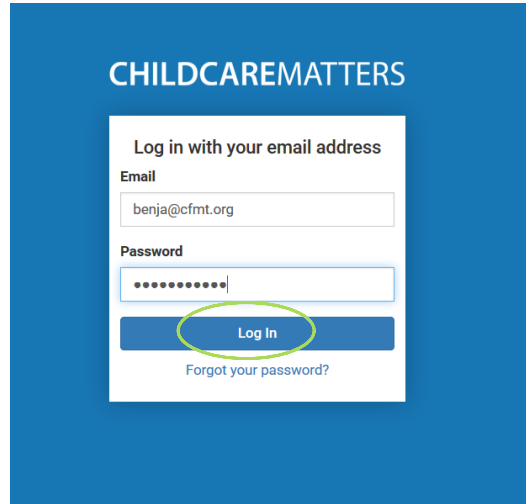 CHILDCAREMATTERS
Log in with your email address
Email
benja@cfmt.org
Password
●●●●●●●●●●●
Log In
Forgot your password?